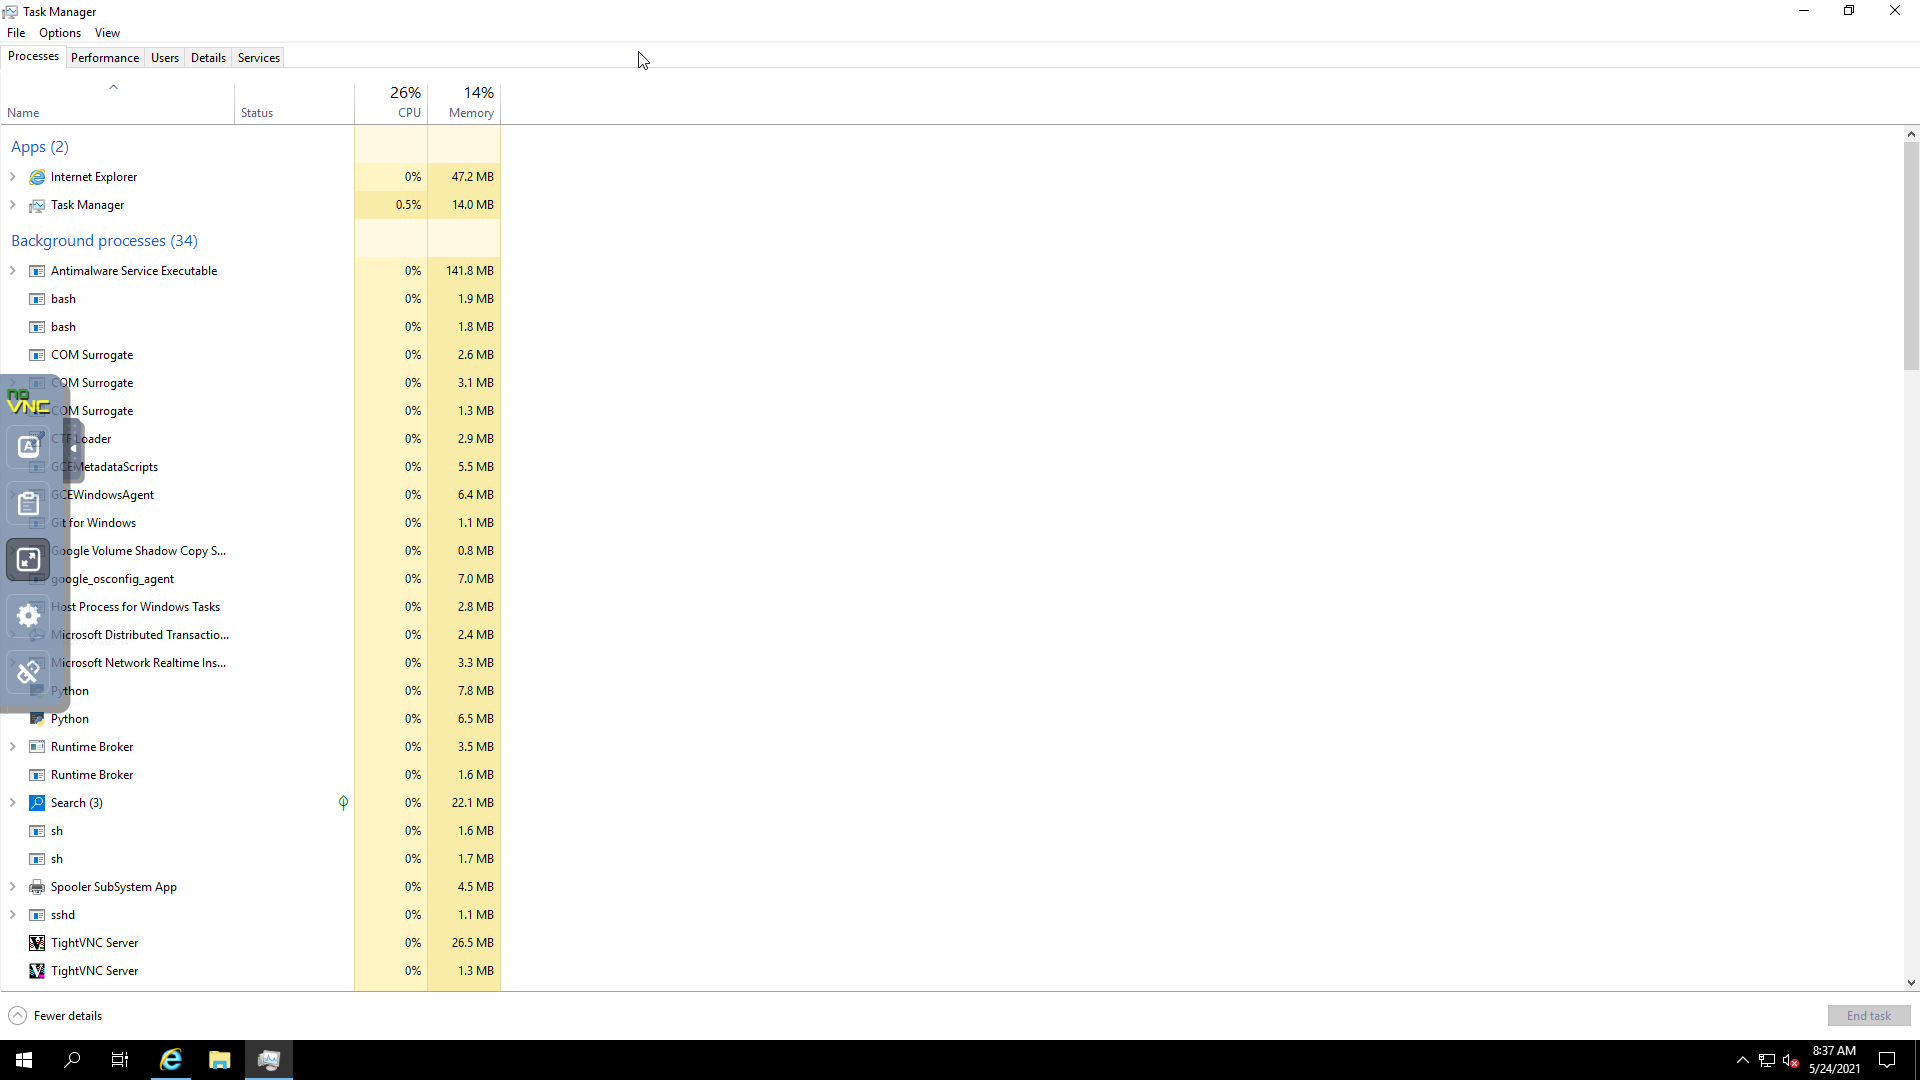 Task Manager
File Options View
Processes Performance Users Details Services
26% 14%
Name Status CPU Memory
Apps (2)
Internet Explorer 0% 47.2 MB
Task Manager 0.5% 14.0 MB
Background processes (34)
Antimalware Service Executable 0% 141.8 MB
bash 0% 1.9 MB
bash 0% 1.8 MB
COM Surrogate 0% 2.6 MB
COM Surrogate 0% 3.1 MB
no
VNC
COM Surrogate 0% 1.3 MB
CTF Loader 0% 2.9 MB
A
GCEMetadataScripts 0% 5.5 MB
GCEWindowsAgent 0% 6.4 MB
Git for Windows 0% 1.1 MB
Google Volume Shadow Copy S... 0% 0.8 MB
google_osconfig_agent 0% 7.0 MB
Host Process for Windows Tasks 0% 2.8 MB
Microsoft Distributed Transactio... 0% 2.4 MB
Microsoft Network Realtime Ins... 0% 3.3 MB
Python 0% 7.8 MB
Python 0% 6.5 MB
Runtime Broker 0% 3.5 MB
Runtime Broker 0% 1.6 MB
Search (3) 0% 22.1 MB
sh 0% 1.6 MB
sh 0% 1.7 MB
Spooler SubSystem App 0% 4.5 MB
sshd 0% 1.1 MB
TightVNC Server 0% 26.5 MB
TightVNC Server 0% 1.3 MB
Fewer details End task
8:37 AM
5/24/2021